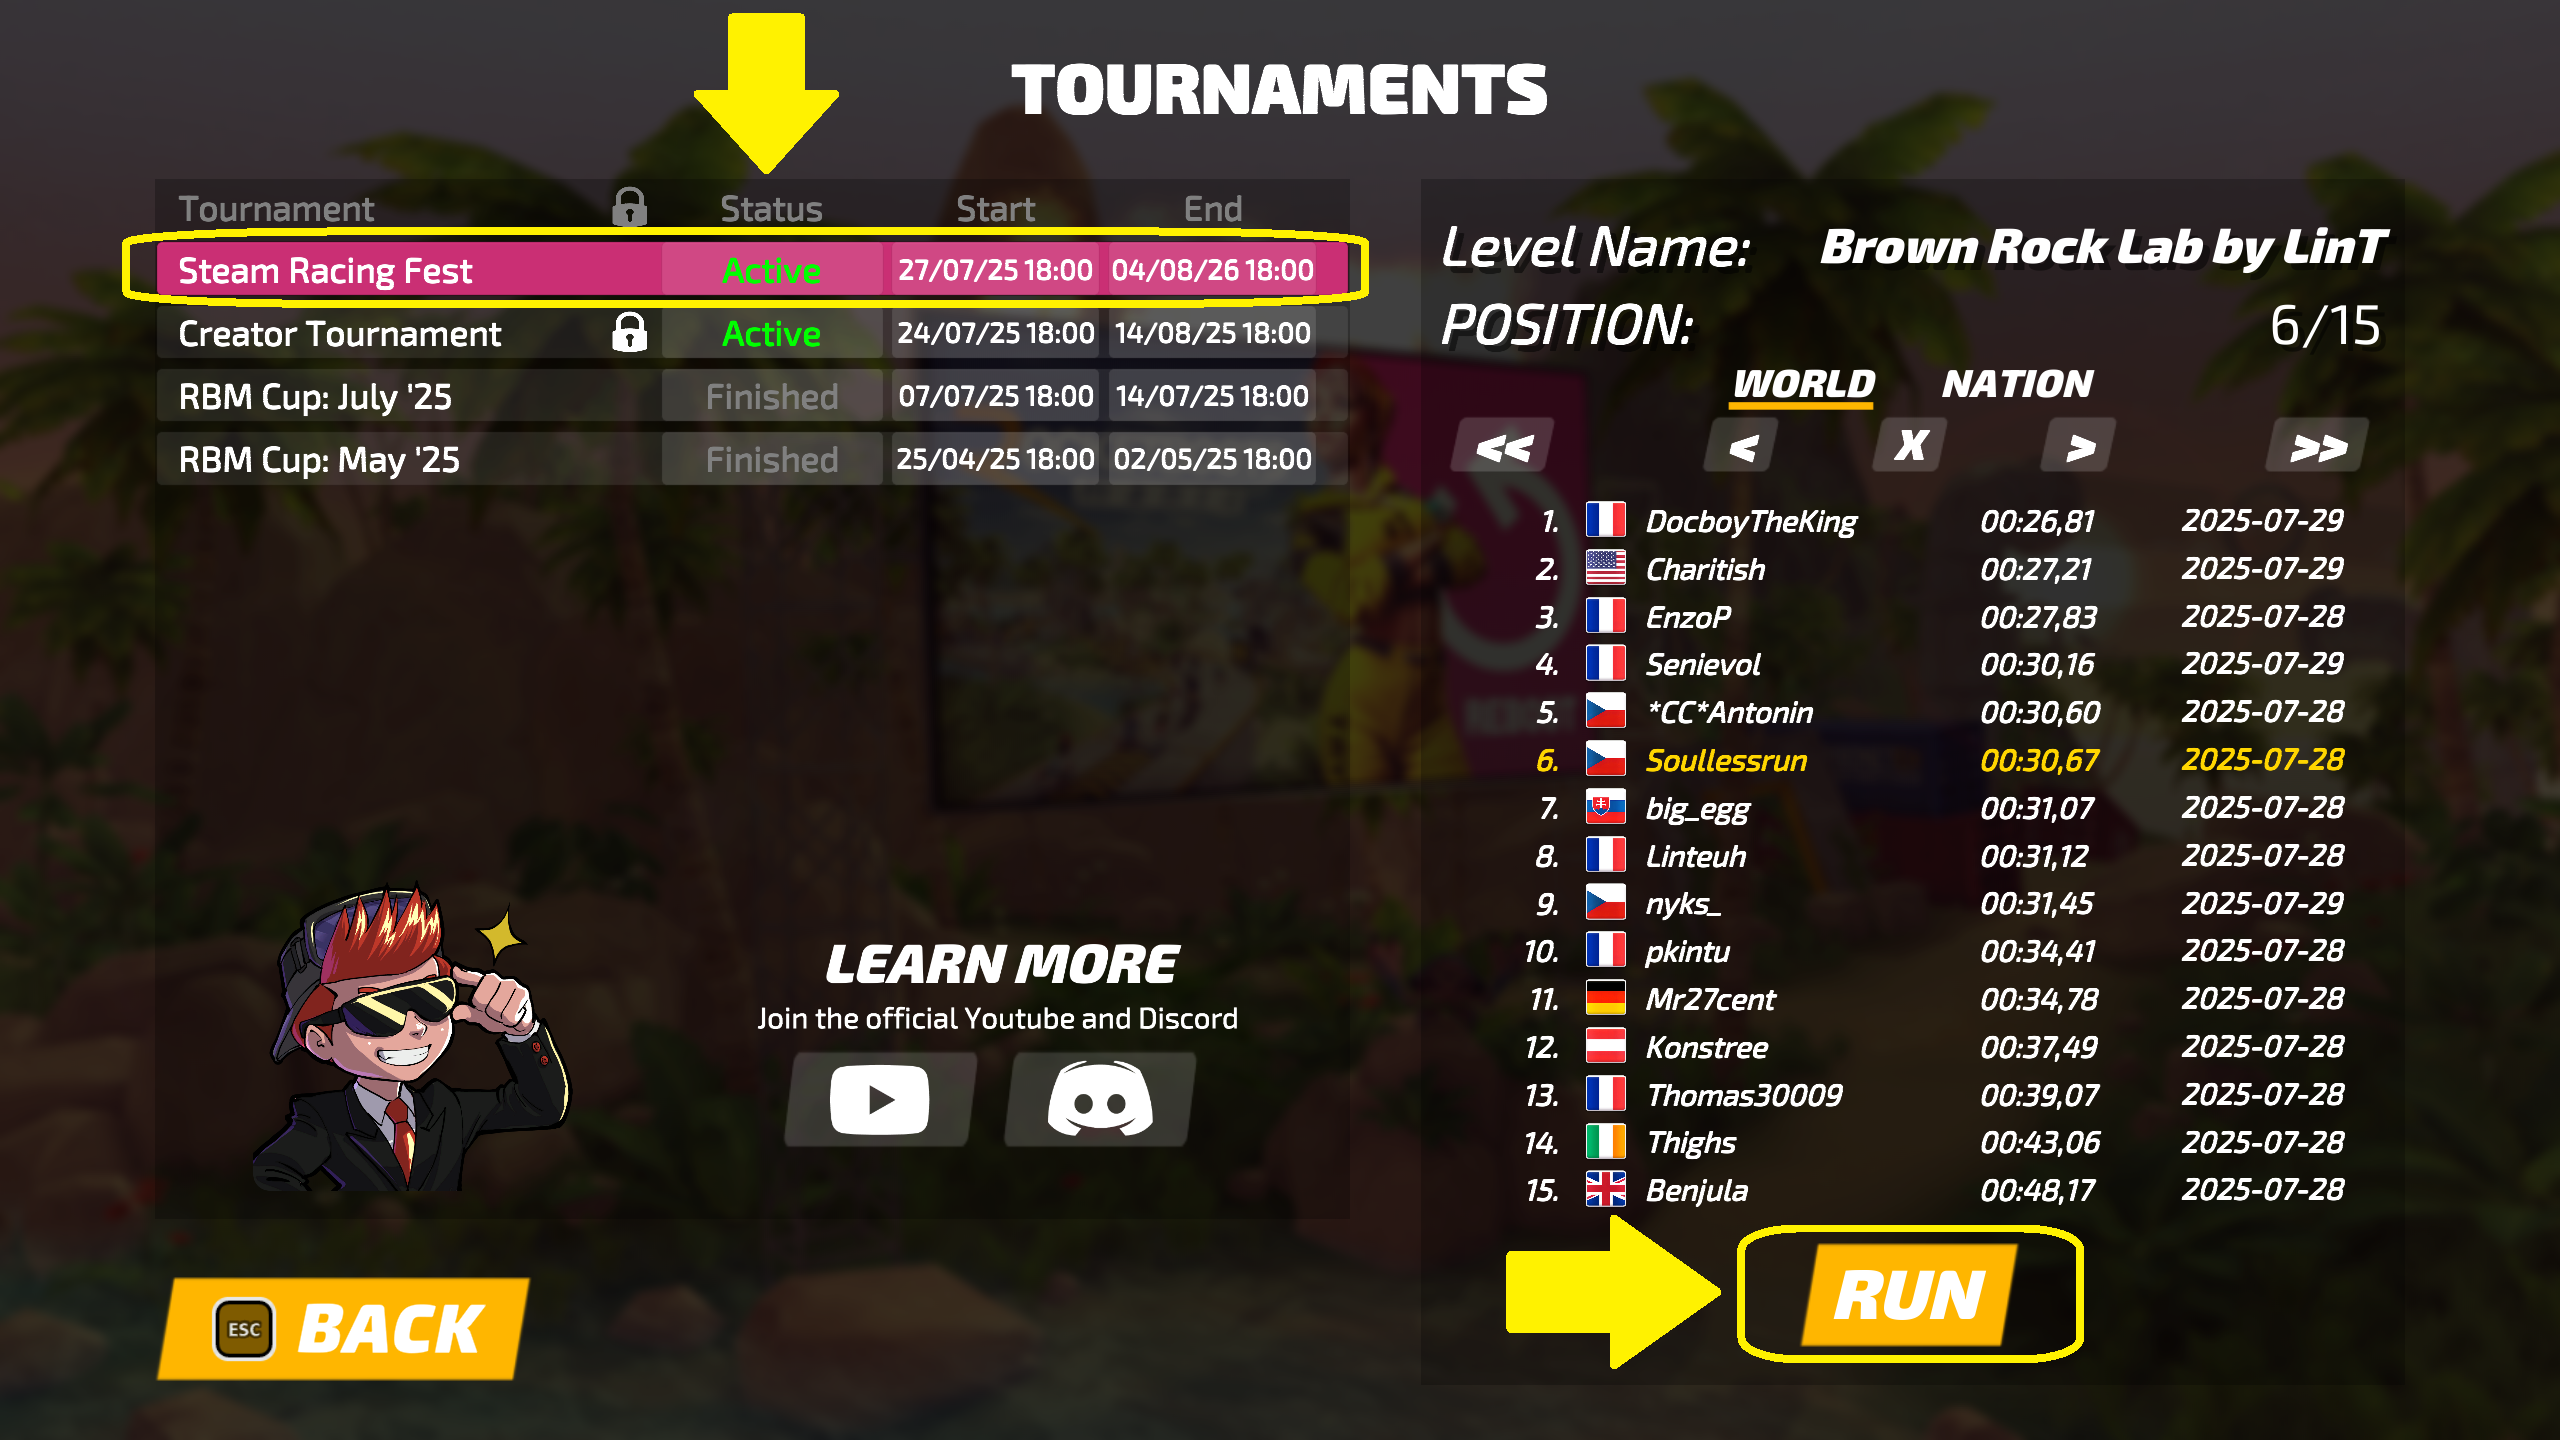 TOURNAMENTS
Tournament Status Start End
Steam Racing Fest Active 27/07/25 18:00 04/08/26 18:00
Creator Tournament Active 24/07/25 18:00 14/08/25 18:00
RBM Cup: July '25 Finished 07/07/25 18:00 14/07/25 18:00
RBM Cup: May '25 Finished 25/04/25 18:00 02/05/25 18:00
LEARN MORE
Join the official Youtube and Discord
ESC BACK
Level Name: Brown Rock Lab by LinT
POSITION: 6/15
WORLD NATION
<< < X > >>
1. DocboyTheKing 00:26,81 2025-07-29
2. Charitish 00:27,21 2025-07-29
3. EnzoP 00:27,83 2025-07-28
4. Senievol 00:30,16 2025-07-29
5. *CC*Antonin 00:30,60 2025-07-28
6. Soullessrun 00:30,67 2025-07-28
7. big_egg 00:31,07 2025-07-28
8. Linteuh 00:31,12 2025-07-28
9. nyks_ 00:31,45 2025-07-29
10. pkintu 00:34,41 2025-07-28
11. Mr27cent 00:34,78 2025-07-28
12. Konstree 00:37,49 2025-07-28
13. Thomas30009 00:39,07 2025-07-28
14. Thighs 00:43,06 2025-07-28
15. Benjula 00:48,17 2025-07-28
RUN